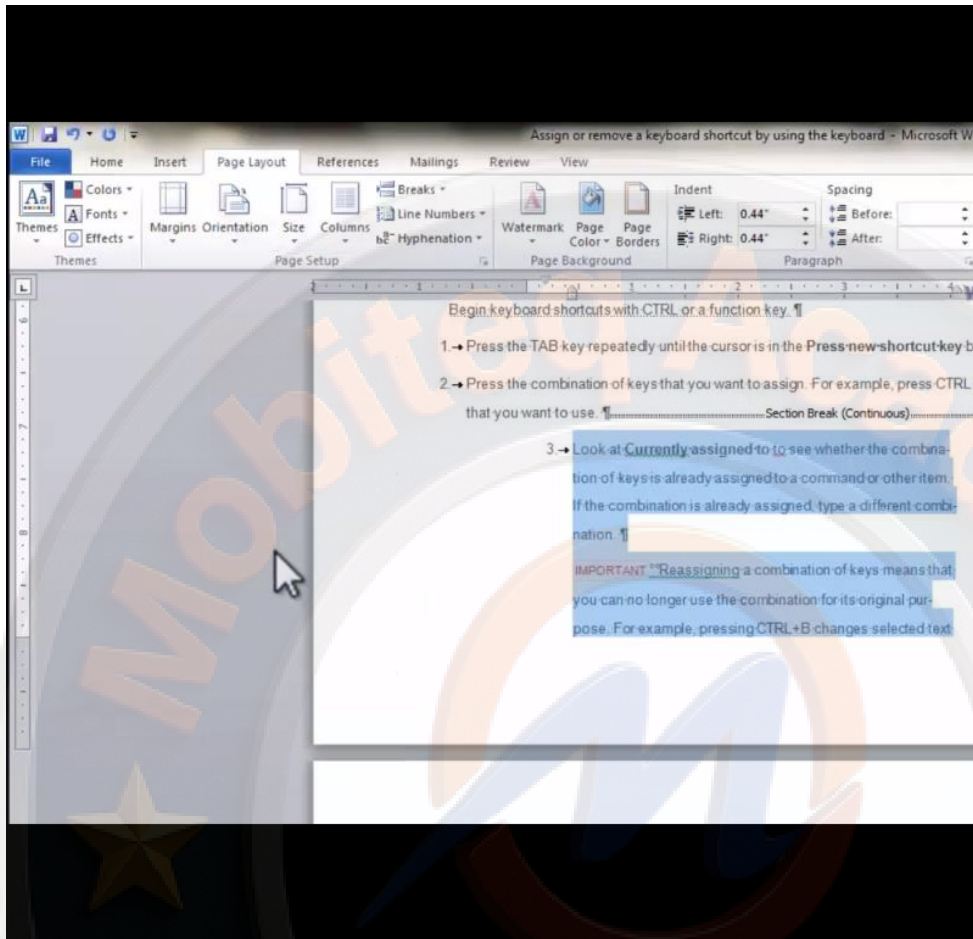 Assign or remove a keyboard shortcut by using the keyboard - Microsoft W
File Home Insert Page Layout References Mailings Review View
Themes
Colors
Fonts
Effects
Margins Orientation Size Columns
Breaks
Line Numbers
Hyphenation
Watermark Page Color Page Borders
Indent
Left: 0.44"
Right: 0.44"
Spacing
Before:
After:
Themes Page Setup Page Background Paragraph
Begin keyboard shortcuts with CTRL or a function key. ¶
1.→ Press the TAB key repeatedly until the cursor is in the Press new shortcut key b
2.→ Press the combination of keys that you want to assign. For example, press CTRL
that you want to use. ¶ Section Break (Continuous)
3.→ Look at Currently assigned to to see whether the combina-
tion of keys is already assigned to a command or other item.
If the combination is already assigned, type a different combi-
nation. ¶
IMPORTANT Reassigning a combination of keys means that
you can no longer use the combination for its original pur-
pose. For example, pressing CTRL+B changes selected text
Mobiteq Aca